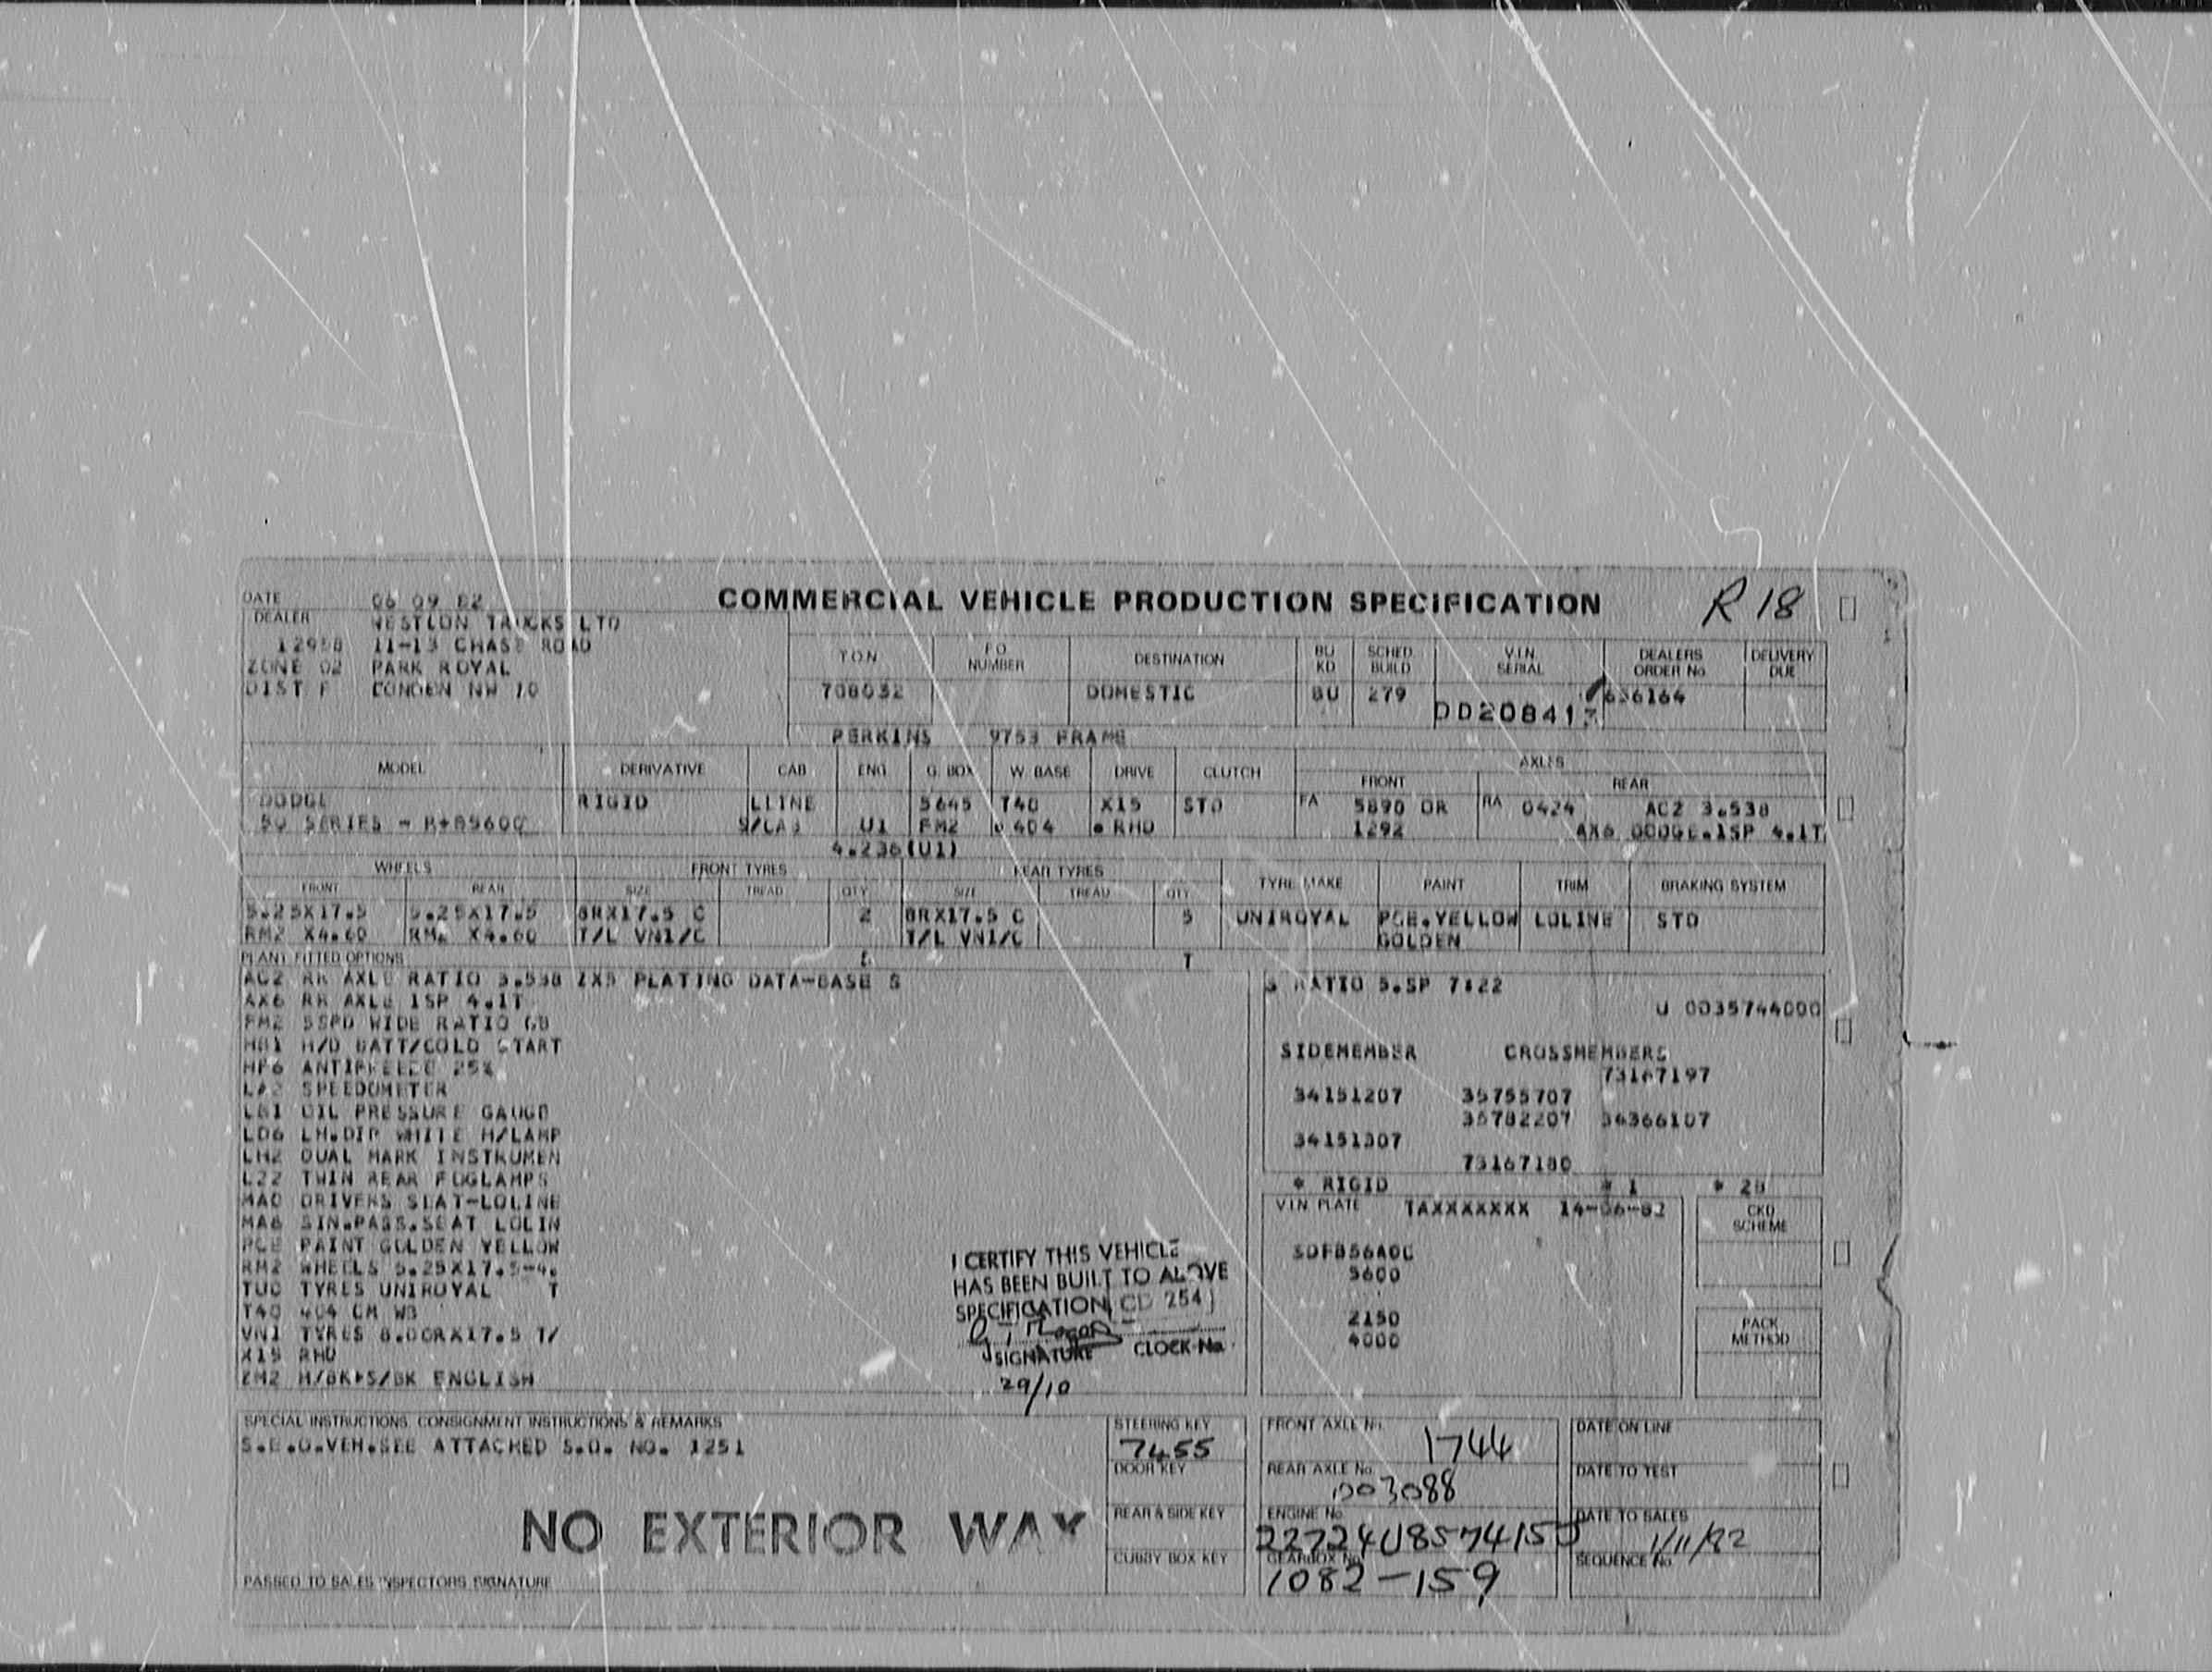 COMMERCIAL VEHICLE PRODUCTION SPECIFICATION R 18
DATE 06 09 82
DEALER WESTLON TRUCKS LTD
11-13 CHASE ROAD
ZONE 02 PARK ROYAL
DIST F LONDON NW 10
T.O.N. F.O. NUMBER DESTINATION BU KD SCHED. BUILD V.I.N. SERIAL DEALERS ORDER No. DELIVERY DUE
708032 DOMESTIC BU 279 DD208413 636164
PERKINS 9753 FRAME
MODEL DERIVATIVE CAB ENG G. BOX W. BASE DRIVE CLUTCH AXLES
FRONT REAR
DODGE RIGID LLINE 5645 T40 X15 STD FA 5890 OR RA 0424 AC2 3.538
50 SERIES - S/CAB U1 FM2 404 RHD 1292 AX6 DODGE.1SP 4.1T
4.236(U1)
WHEELS FRONT TYRES REAR TYRES TYRE MAKE PAINT TRIM BRAKING SYSTEM
FRONT REAR SIZE TREAD QTY SIZE TREAD QTY
5.25X17.5 5.25X17.5 8RX17.5 C 2 8RX17.5 C 5 UNIROYAL PCE.YELLOW LOLINE STD
RM2 X4.60 RM2 X4.60 T/L VN1/C T/L VN1/C GOLDEN
PLANT FITTED OPTIONS T
AC2 RR AXLE RATIO 3.538 ZX5 PLATING DATA-BASE S
AX6 RR AXLE 1SP 4.1T
FM2 5SPD WIDE RATIO GB
HB1 H/D BATT/COLD START
HF6 ANTIFREEZE 25%
LA2 SPEEDOMETER
LB1 OIL PRESSURE GAUGE
LD6 LH.DIP WHITE H/LAMP
LH2 DUAL MARK INSTRUMEN
L22 TWIN REAR FOGLAMPS
MA0 DRIVERS SEAT-LOLINE
MA6 SIN.PASS.SEAT LOLIN
PCE PAINT GOLDEN YELLOW
RM2 WHEELS 5.25X17.5-4.
TU0 TYRES UNIROYAL T
T40 404 CM WB
VN1 TYRES 8.00RX17.5 T/
X15 RHD
ZM2 H/BK+S/BK ENGLISH
RATIO 5.SP 7:22
U 0035744000
SIDEMEMBER CROSSMEMBERS
73167197
34151207 35755707
35782207 34366107
34151307
73167180
* RIGID * 1 * 28
VIN PLATE TAXXXXXXX 14-06-82
SDFB56A0C
5600
2150
4000
CKD SCHEME
PACK METHOD
I CERTIFY THIS VEHICLE
HAS BEEN BUILT TO ABOVE
SPECIFICATION (CD 254)
SIGNATURE CLOCK No.
29/10
SPECIAL INSTRUCTIONS, CONSIGNMENT INSTRUCTIONS & REMARKS
S.E.O.VEH.SEE ATTACHED S.O. NO. 1251
NO EXTERIOR WAX
PASSED TO SALES INSPECTORS SIGNATURE
STEERING KEY
7455
DOOR KEY
REAR & SIDE KEY
CUBBY BOX KEY
FRONT AXLE No.
1744
REAR AXLE No.
003088
ENGINE No.
22724U857415J
GEARBOX No.
1082-159
DATE ON LINE
DATE TO TEST
DATE TO SALES
1/11/82
SEQUENCE No.